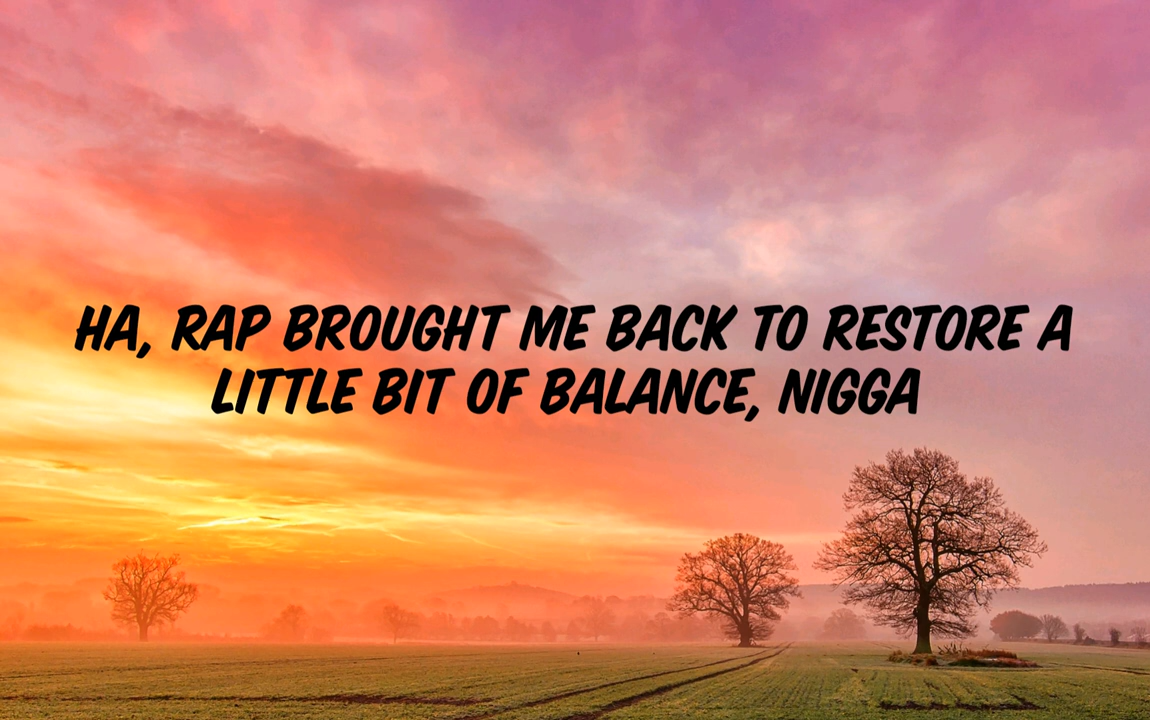 HA, RAP BROUGHT ME BACK TO RESTORE A
LITTLE BIT OF BALANCE, NIGGA